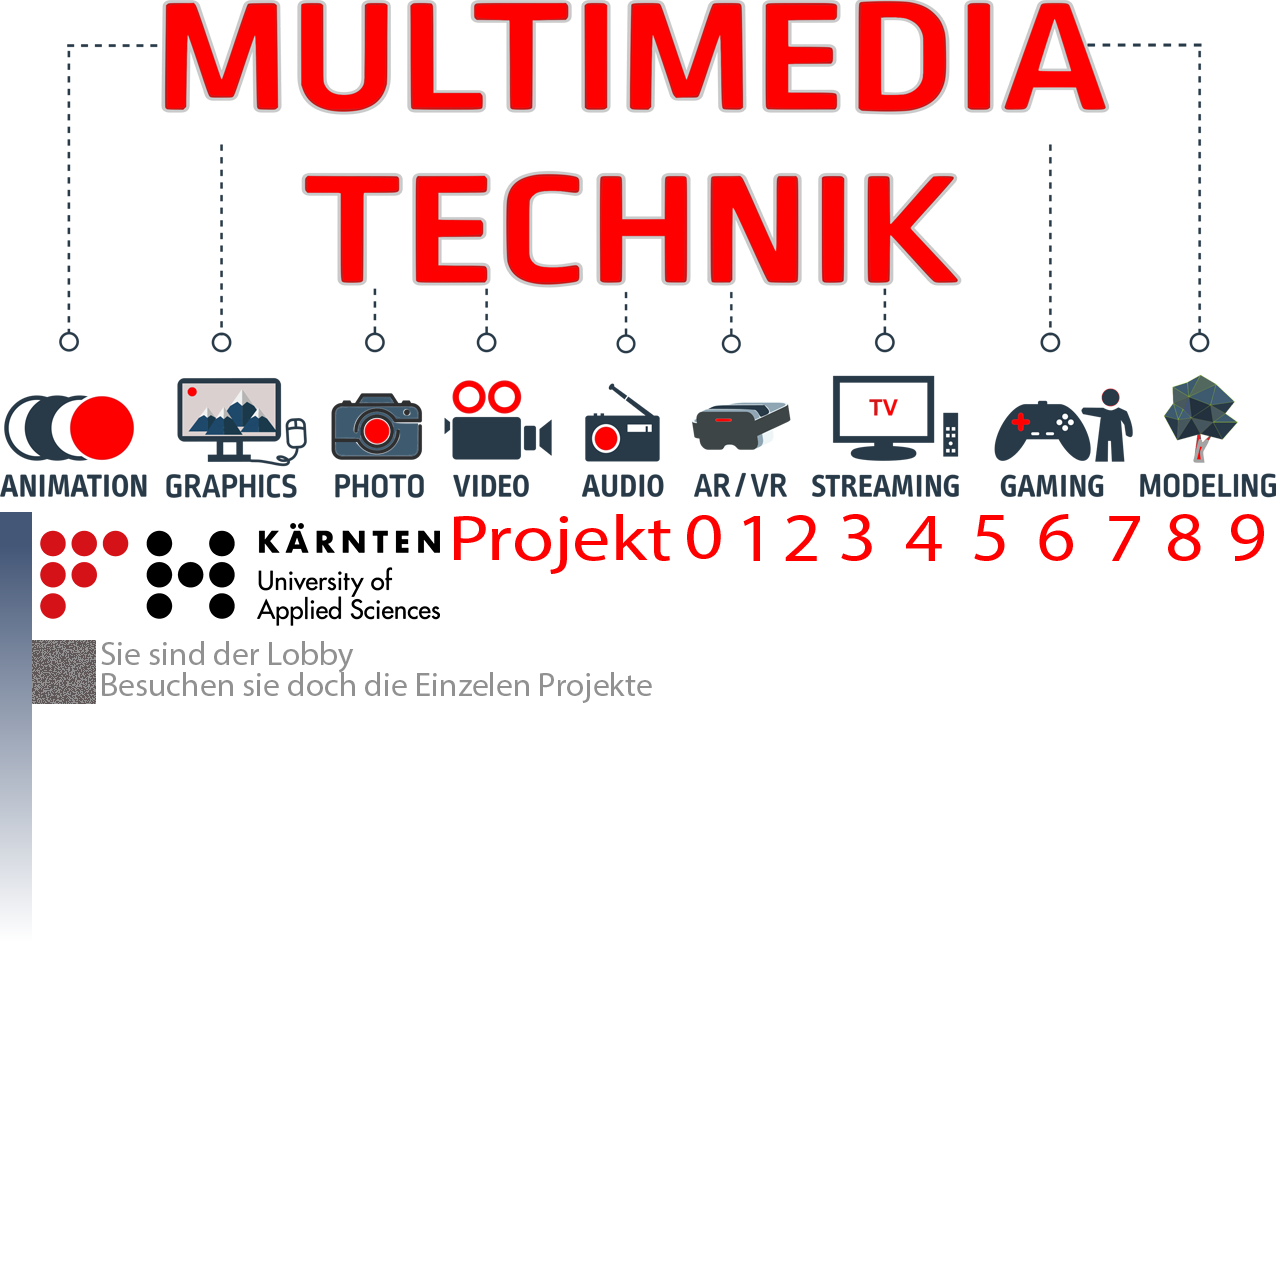 MULTIMEDIA
TECHNIK
TV
ANIMATION GRAPHICS PHOTO VIDEO AUDIO AR/VR STREAMING GAMING MODELING
Projekt 0 1 2 3 4 5 6 7 8 9
FH KÄRNTEN
University of
Applied Sciences
Sie sind der Lobby
Besuchen sie doch die Einzelen Projekte